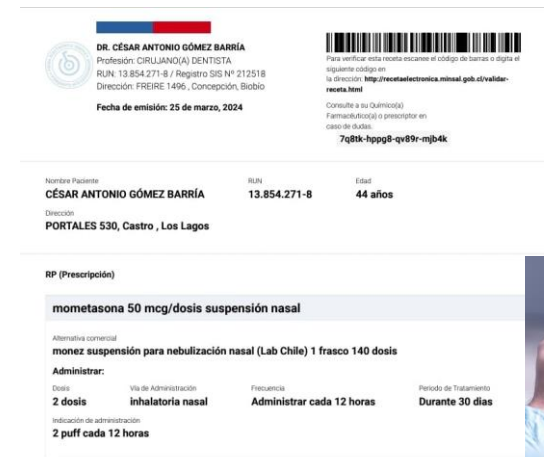 DR. CÉSAR ANTONIO GÓMEZ BARRÍA
Profesión: CIRUJANO(A) DENTISTA
RUN: 13.854.271-8 / Registro SIS Nº 212518
Dirección: FREIRE 1496 , Concepción, Biobío
Fecha de emisión: 25 de marzo, 2024
Para verificar esta receta escanee el código de barras o digita el
siguiente código en
la dirección: http://recetaelectronica.minsal.gob.cl/validar-
receta.html
Consulte a su Químico(a)
Farmacéutico(a) o prescriptor en
caso de dudas.
7q8tk-hppg8-qv89r-mjb4k
Nombre Paciente
CÉSAR ANTONIO GÓMEZ BARRÍA
RUN
13.854.271-8
Edad
44 años
Dirección
PORTALES 530, Castro , Los Lagos
RP (Prescripción)
mometasona 50 mcg/dosis suspensión nasal
Alternativa comercial
monez suspensión para nebulización nasal (Lab Chile) 1 frasco 140 dosis
Administrar:
Dosis
2 dosis
Vía de Administración
inhalatoria nasal
Frecuencia
Administrar cada 12 horas
Periodo de Tratamiento
Durante 30 dias
Indicación de administración
2 puff cada 12 horas